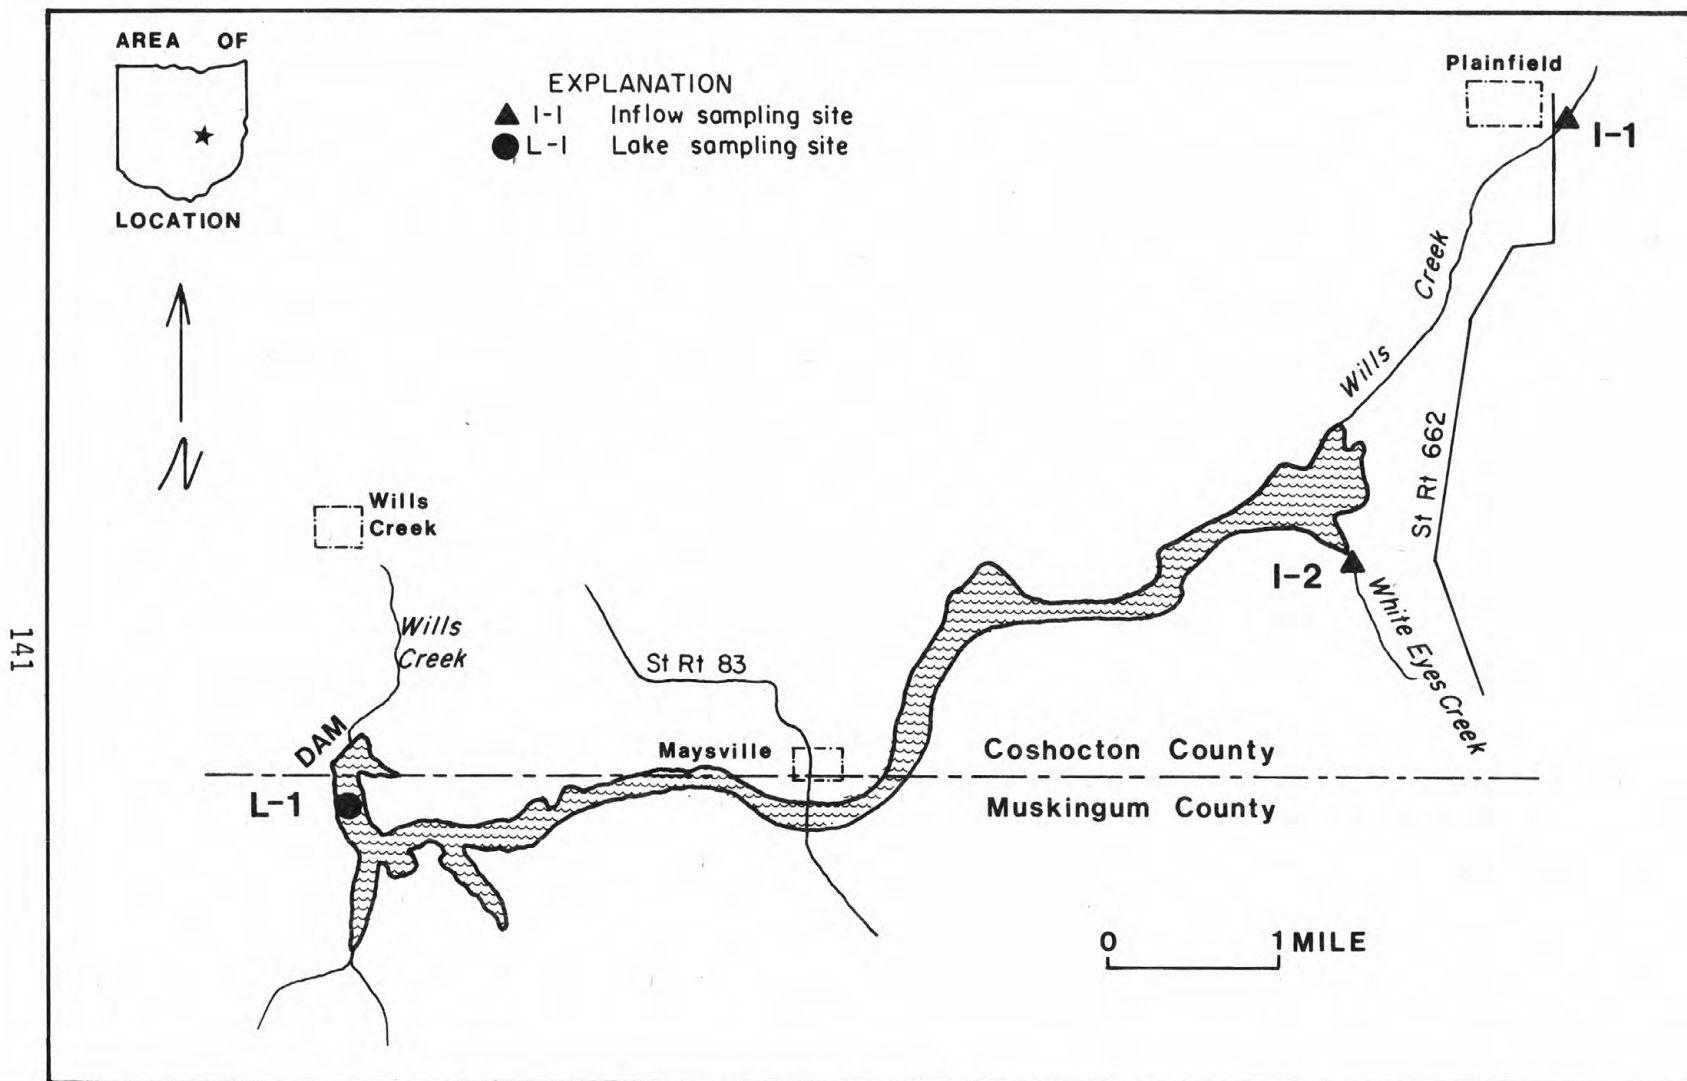 AREA OF
LOCATION
EXPLANATION
I-I Inflow sampling site
L-I Lake sampling site
Plainfield
I-1
Wills Creek
St Rt 662
N
Wills
Creek
I-2
White Eyes Creek
Wills
Creek
St Rt 83
141
DAM
Maysville
Coshocton County
L-1
Muskingum County
0 1 MILE